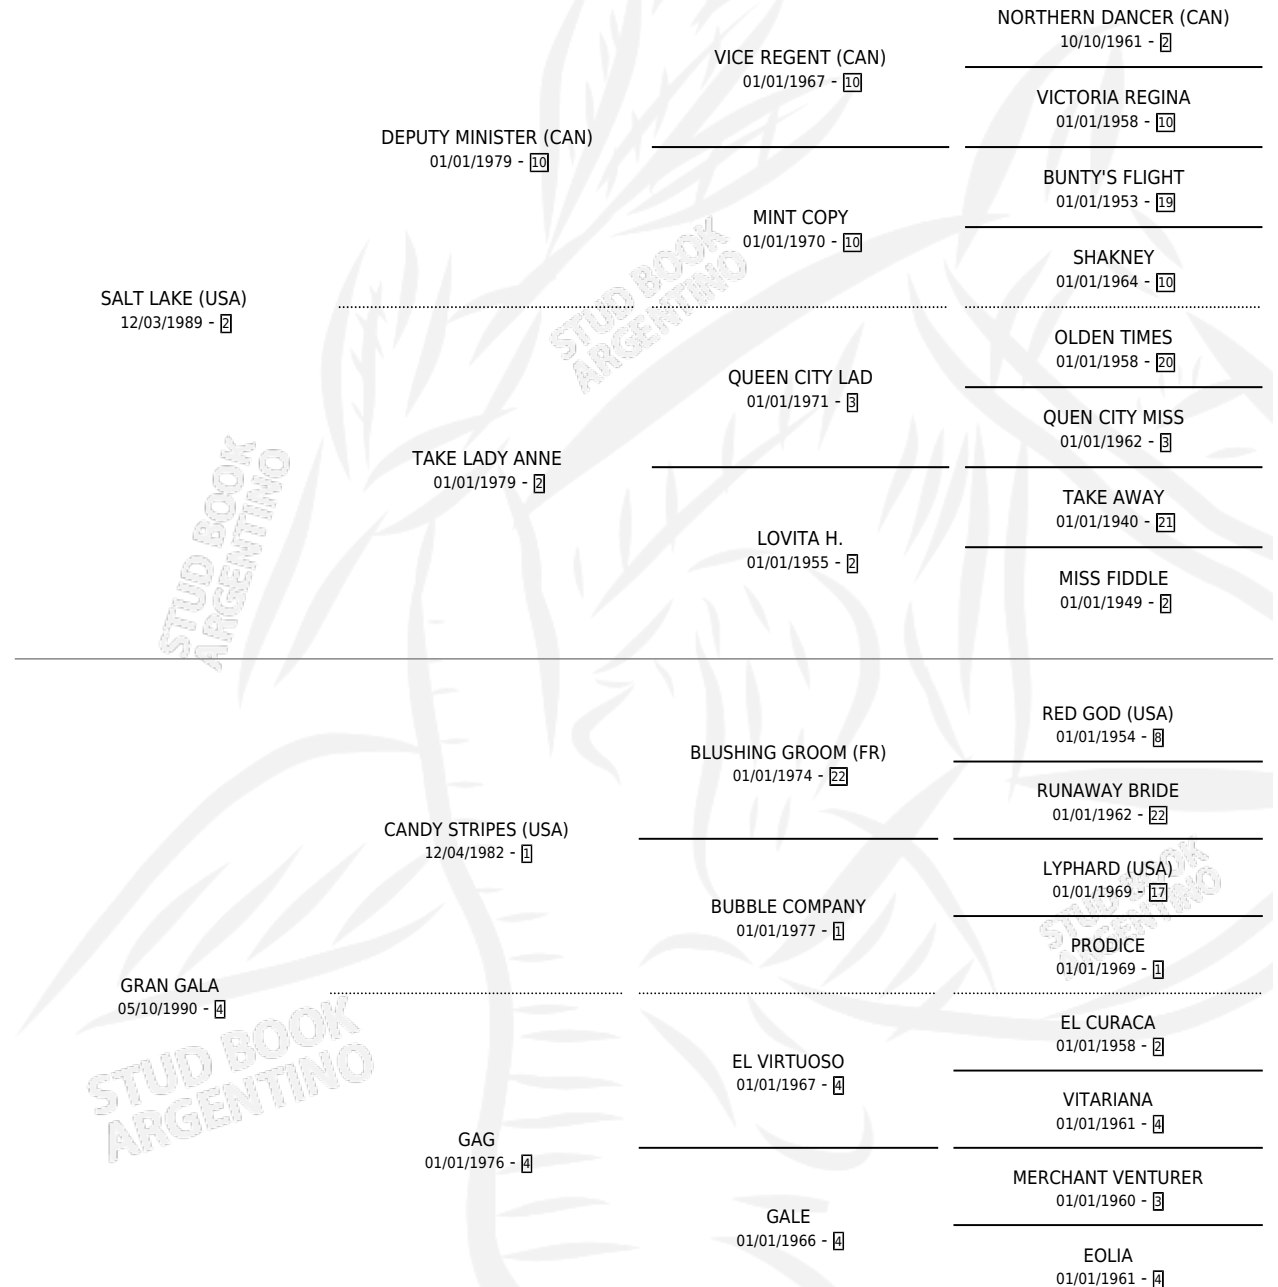 NORTHERN DANCER (CAN)
10/10/1961 - 2
VICE REGENT (CAN)
01/01/1967 - 10
VICTORIA REGINA
01/01/1958 - 10
DEPUTY MINISTER (CAN)
01/01/1979 - 10
BUNTY'S FLIGHT
01/01/1953 - 19
MINT COPY
01/01/1970 - 10
SHAKNEY
01/01/1964 - 10
SALT LAKE (USA)
12/03/1989 - 2
STUD BOOK
ARGENTINO
OLDEN TIMES
01/01/1958 - 20
QUEEN CITY LAD
01/01/1971 - 3
QUEN CITY MISS
01/01/1962 - 3
TAKE LADY ANNE
01/01/1979 - 2
TAKE AWAY
01/01/1940 - 21
LOVITA H.
01/01/1955 - 2
MISS FIDDLE
01/01/1949 - 2
STUD BOOK
ARGENTINO
RED GOD (USA)
01/01/1954 - 8
BLUSHING GROOM (FR)
01/01/1974 - 22
RUNAWAY BRIDE
01/01/1962 - 22
CANDY STRIPES (USA)
12/04/1982 - 1
LYPHARD (USA)
01/01/1969 - 17
BUBBLE COMPANY
01/01/1977 - 1
STUD BOOK
ARGENTINO
PRODICE
01/01/1969 - 1
GRAN GALA
05/10/1990 - 4
EL CURACA
01/01/1958 - 2
EL VIRTUOSO
01/01/1967 - 4
STUD BOOK
ARGENTINO
VITARIANA
01/01/1961 - 4
GAG
01/01/1976 - 4
MERCHANT VENTURER
01/01/1960 - 3
GALE
01/01/1966 - 4
EOLIA
01/01/1961 - 4